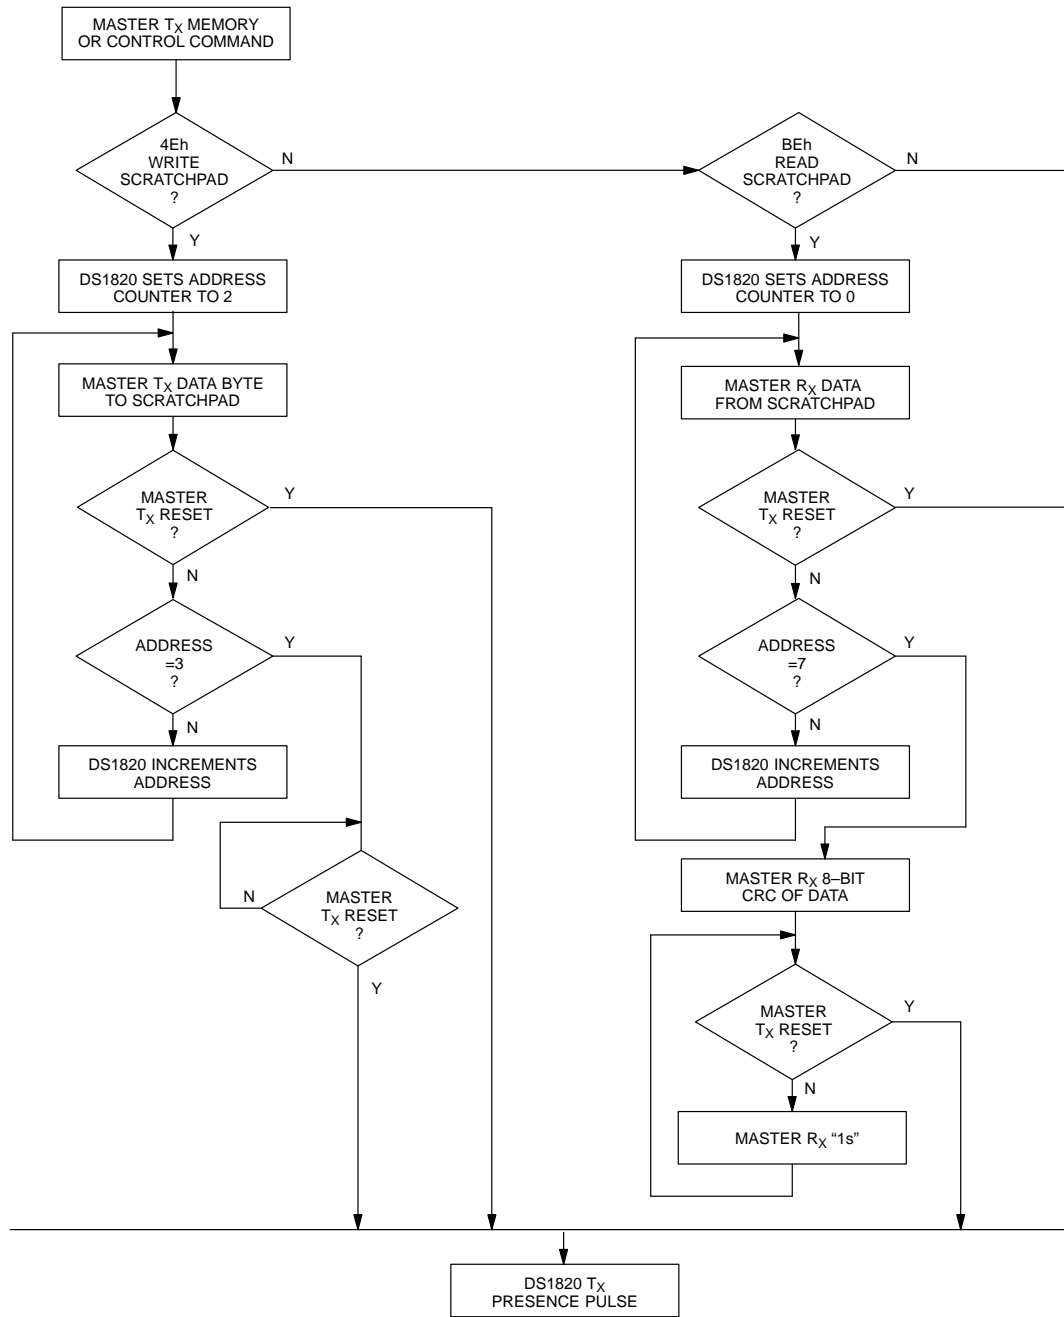 MASTER TX MEMORY
OR CONTROL COMMAND
4Eh
WRITE
SCRATCHPAD
?
N
Y
DS1820 SETS ADDRESS
COUNTER TO 2
MASTER TX DATA BYTE
TO SCRATCHPAD
MASTER
TX RESET
?
Y
N
ADDRESS
=3
?
Y
N
DS1820 INCREMENTS
ADDRESS
MASTER
TX RESET
?
N
Y
BEh
READ
SCRATCHPAD
?
N
Y
DS1820 SETS ADDRESS
COUNTER TO 0
MASTER RX DATA
FROM SCRATCHPAD
MASTER
TX RESET
?
Y
N
ADDRESS
=7
?
Y
N
DS1820 INCREMENTS
ADDRESS
MASTER RX 8–BIT
CRC OF DATA
MASTER
TX RESET
?
Y
N
MASTER RX “1s”
DS1820 TX
PRESENCE PULSE